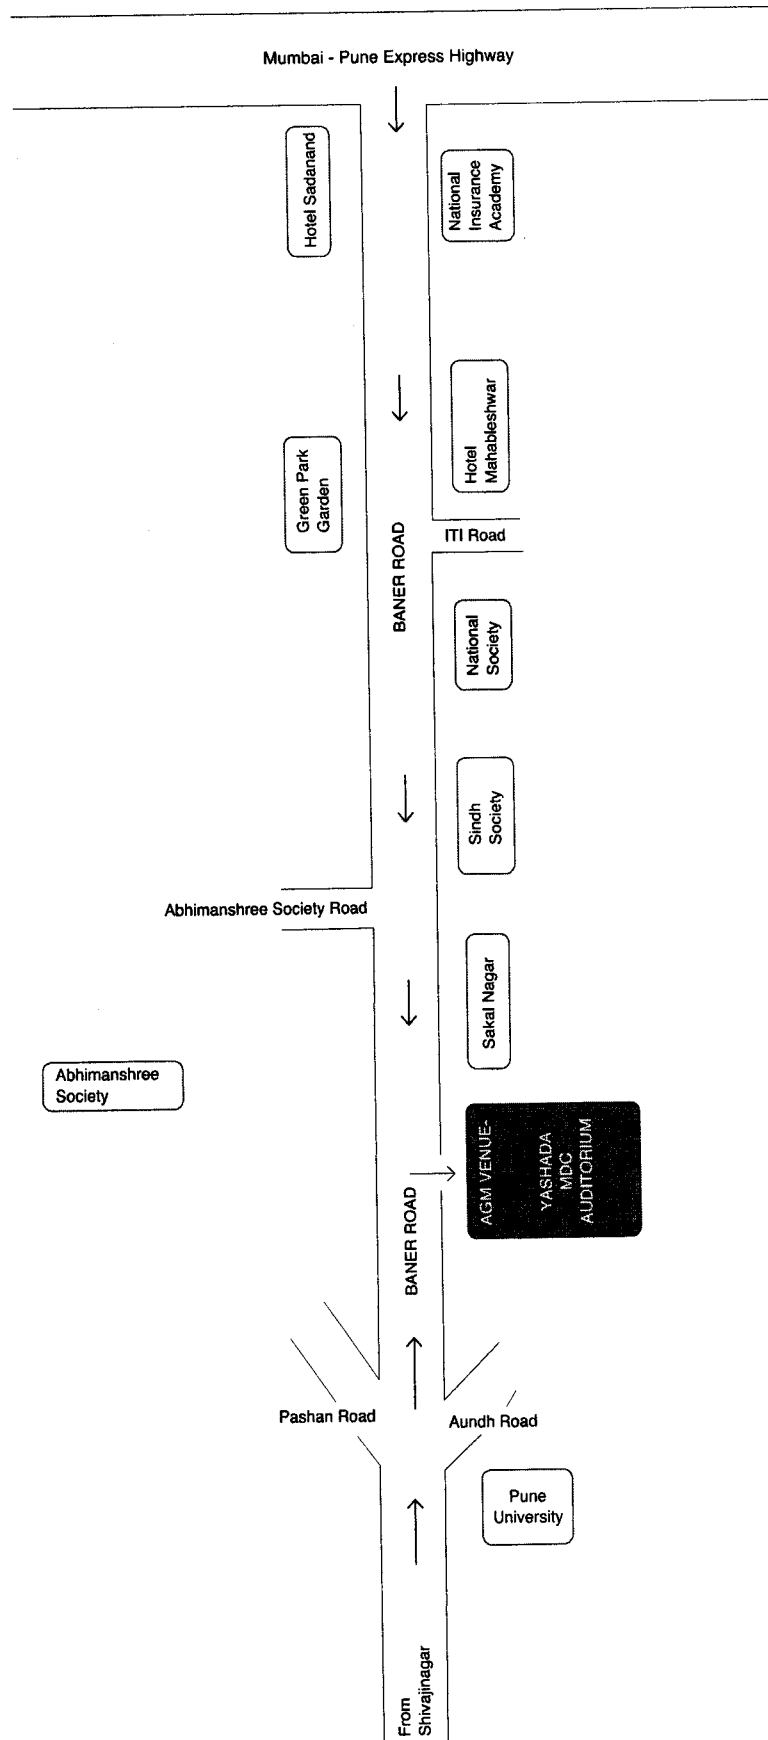 Mumbai - Pune Express Highway
Hotel Sadanand
National
Insurance
Academy
Hotel
Mahableshwar
Green Park
Garden
BANER ROAD
ITI Road
National
Society
Sindh
Society
Abhimanshree Society Road
Sakal Nagar
Abhimanshree
Society
AGM VENUE-
YASHADA
MDC
AUDITORIUM
BANER ROAD
Pashan Road
Aundh Road
Pune
University
From
Shivajinagar